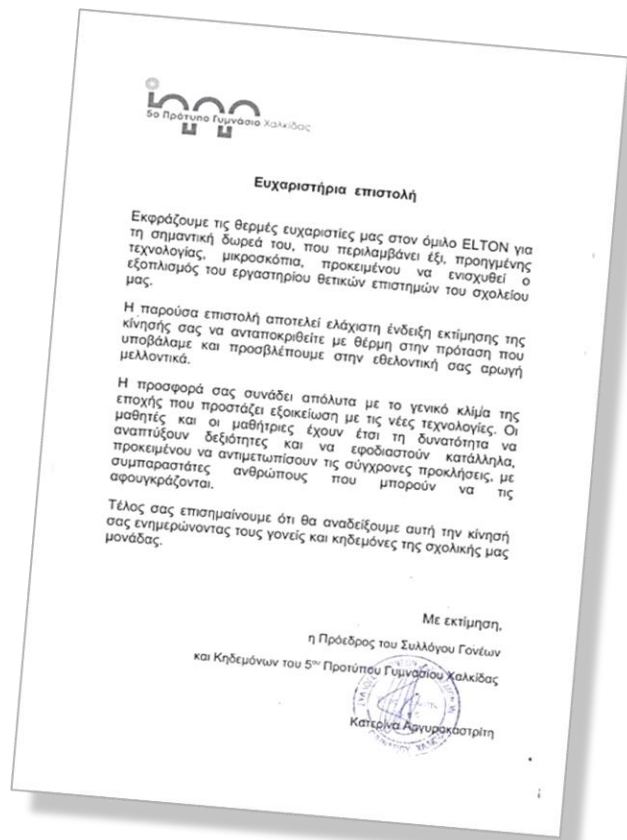 5ο Πρότυπο Γυμνάσιο Χαλκίδας
Ευχαριστήρια επιστολή
Εκφράζουμε τις θερμές ευχαριστίες μας στον όμιλο ELTON για
τη σημαντική δωρεά του, που περιλαμβάνει έξι, προηγμένης
τεχνολογίας, μικροσκόπια, προκειμένου να ενισχυθεί ο
εξοπλισμός του εργαστηρίου θετικών επιστημών του σχολείου
μας.
Η παρούσα επιστολή αποτελεί ελάχιστη ένδειξη εκτίμησης της
κίνησής σας να ανταποκριθείτε με θέρμη στην πρόταση που
υποβάλαμε και προσβλέπουμε στην εθελοντική σας αρωγή
μελλοντικά.
Η προσφορά σας συνάδει απόλυτα με το γενικό κλίμα της
εποχής που προστάζει εξοικείωση με τις νέες τεχνολογίες. Οι
μαθητές και οι μαθήτριες έχουν έτσι τη δυνατότητα να
αναπτύξουν δεξιότητες και να εφοδιαστούν κατάλληλα,
προκειμένου να αντιμετωπίσουν τις σύγχρονες προκλήσεις, με
συμπαραστάτες ανθρώπους που μπορούν να τις
αφουγκράζονται.
Τέλος σας επισημαίνουμε ότι θα αναδείξουμε αυτή την κίνησή
σας ενημερώνοντας τους γονείς και κηδεμόνες της σχολικής μας
μονάδας.
Με εκτίμηση,
η Πρόεδρος του Συλλόγου Γονέων
και Κηδεμόνων του 5ου Προτύπου Γυμνασίου Χαλκίδας
Κατερίνα Αργυροκαστρίτη